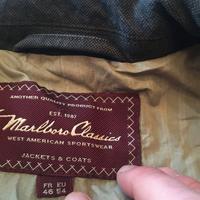 ANOTHER QUALITY PRODUCT FROM
EST. 1987
Marlboro Classics
WEST AMERICAN SPORTSWEAR
JACKETS & COATS
FR EU
46 54